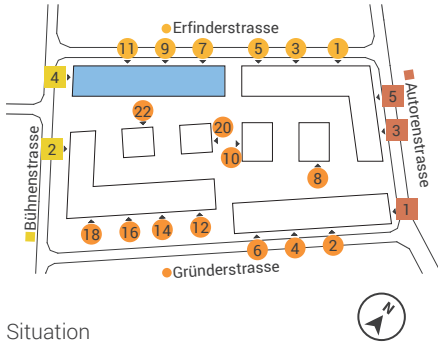 Erfinderstrasse
11 9 7 5 3 1
4
5
22
20
3
2
10
8
Autorenstrasse
Bühnenstrasse
18 16 14 12
6 4 2
1
Gründerstrasse
N
Situation